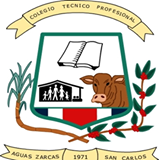 COLEGIO TECNICO PROFESIONAL
AGUAS ZARCAS 1971 SAN CARLOS